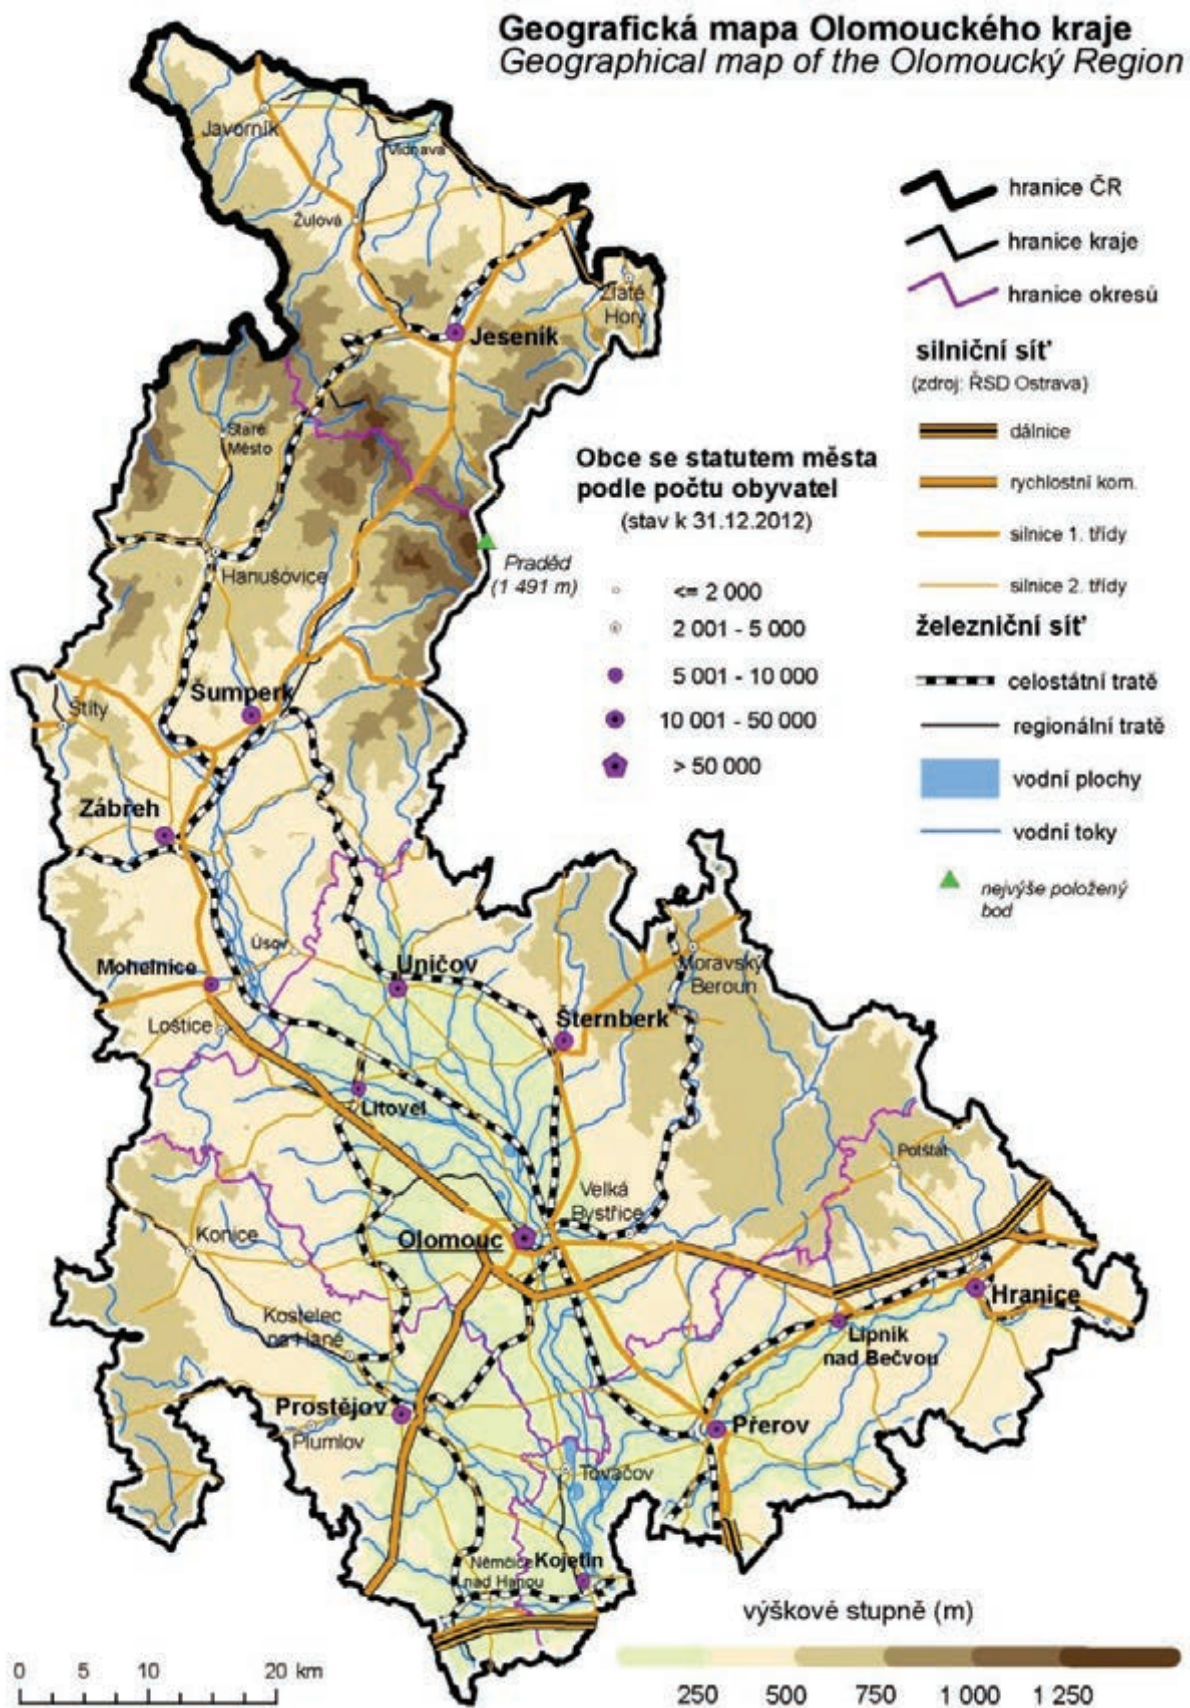 Geografická mapa Olomouckého kraje
Geographical map of the Olomoucký Region
hranice ČR
hranice kraje
hranice okresů
silniční síť
(zdroj: ŘSD Ostrava)
dálnice
rychlostní kom.
silnice 1. třídy
silnice 2. třídy
železniční síť
celostátní tratě
regionální tratě
vodní plochy
vodní toky
nejvýše položený
bod
Obce se statutem města
podle počtu obyvatel
(stav k 31.12.2012)
<= 2 000
2 001 - 5 000
5 001 - 10 000
10 001 - 50 000
> 50 000
Javorník
Vidnava
Žulová
Zlaté
Hory
Jeseník
Staré
Město
Praděd
(1 491 m)
Hanušovice
Šumperk
Štíty
Zábřeh
Úsov
Mohelnice
Uničov
Moravský
Beroun
Loštice
Šternberk
Litovel
Potštát
Velká
Bystřice
Konice
Olomouc
Hranice
Kostelec
na Hané
Lipník
nad Bečvou
Prostějov
Plumlov
Přerov
Tovačov
Němčice
nad Hanou
Kojetín
výškové stupně (m)
250 500 750 1 000 1 250
0 5 10 20 km